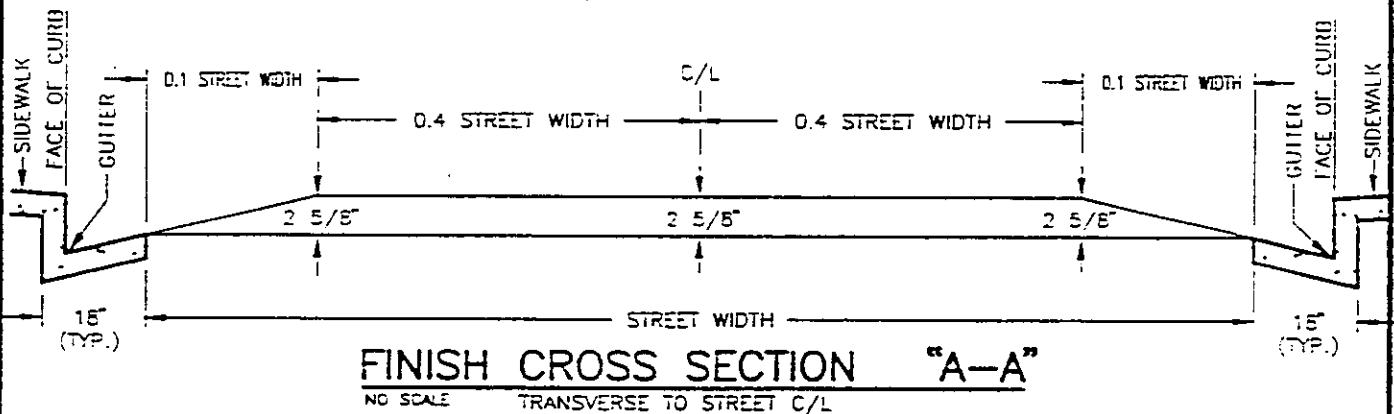 SIDEWALK
FACE OF CURB
GUTTER
0.1 STREET WIDTH
C/L
0.1 STREET WIDTH
0.4 STREET WIDTH
0.4 STREET WIDTH
GUTTER
FACE OF CURB
SIDEWALK
2 5/8"
2 5/8"
2 5/8"
STREET WIDTH
18"
(TYP.)
18"
(TYP.)
FINISH CROSS SECTION "A-A"
NO SCALE TRANSVERSE TO STREET C/L